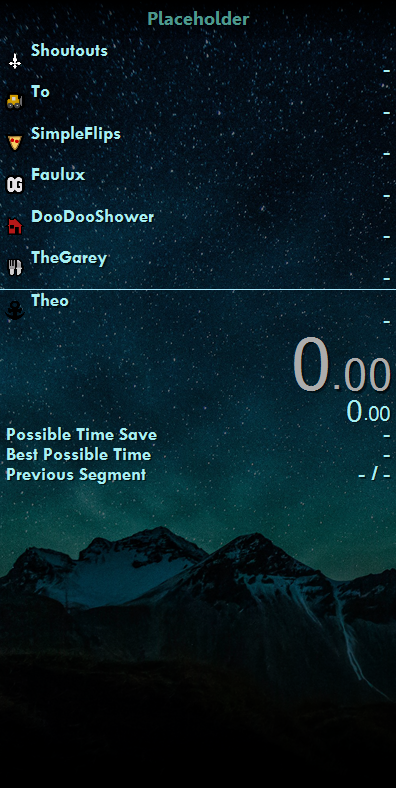 Placeholder
Shoutouts
-
To
-
SimpleFlips
-
Faulux
-
OG
DooDooShower
-
TheGarey
-
Theo
-
0.00
0.00
Possible Time Save -
Best Possible Time -
Previous Segment - / -